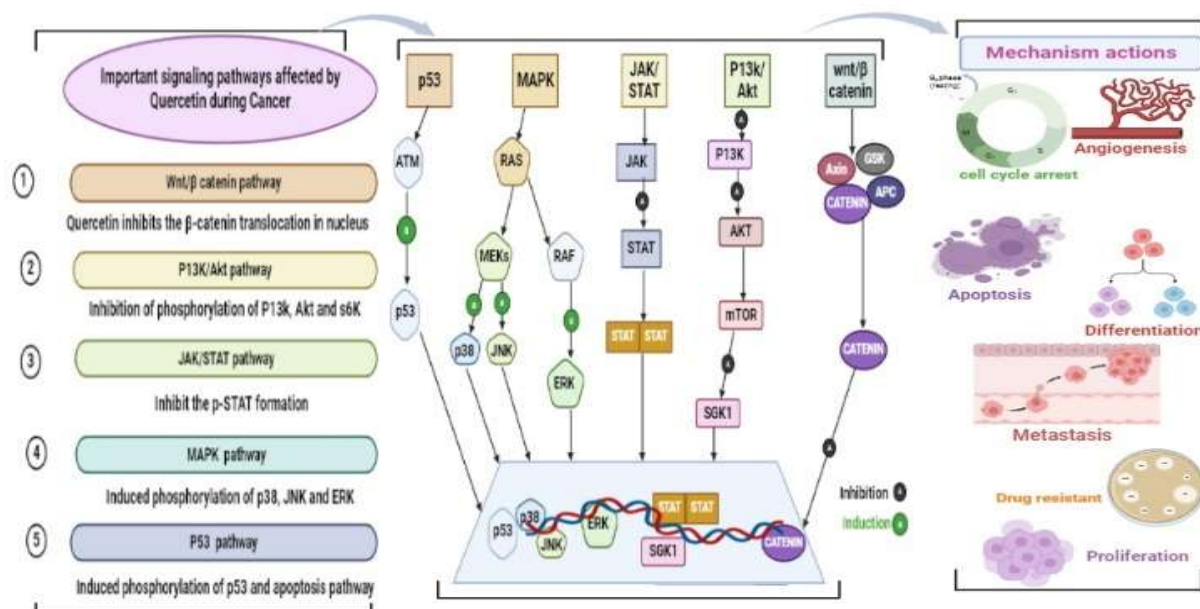 Important signaling pathways affected by
Quercetin during Cancer
1
Wnt/β catenin pathway
Quercetin inhibits the β-catenin translocation in nucleus
2
P13K/Akt pathway
Inhibition of phosphorylation of P13k, Akt and s6K
3
JAK/STAT pathway
Inhibit the p-STAT formation
4
MAPK pathway
Induced phosphorylation of p38, JNK and ERK
5
P53 pathway
Induced phosphorylation of p53 and apoptosis pathway
p53
ATM
p53
MAPK
RAS
MEKs
RAF
p38
JNK
ERK
JAK/
STAT
JAK
STAT
STAT STAT
P13k/
Akt
P13K
AKT
mTOR
SGK1
wnt/β
catenin
Axin
GSK
CATENIN
APC
CATENIN
p53
p38
JNK
ERK
STAT STAT
SGK1
CATENIN
Inhibition
Induction
Mechanism actions
cell cycle arrest
Angiogenesis
Apoptosis
Differentiation
Metastasis
Drug resistant
Proliferation